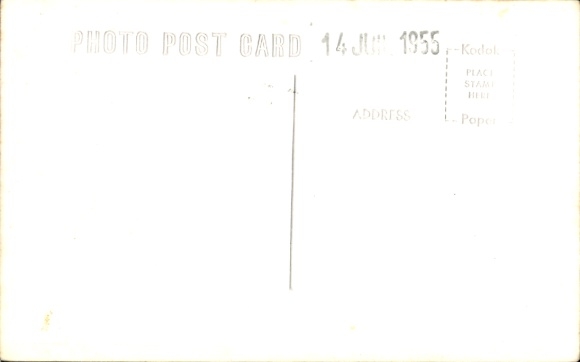 PHOTO POST CARD 14 JUN 1955
Kodak
PLACE
STAMP
HERE
ADDRESS
Paper